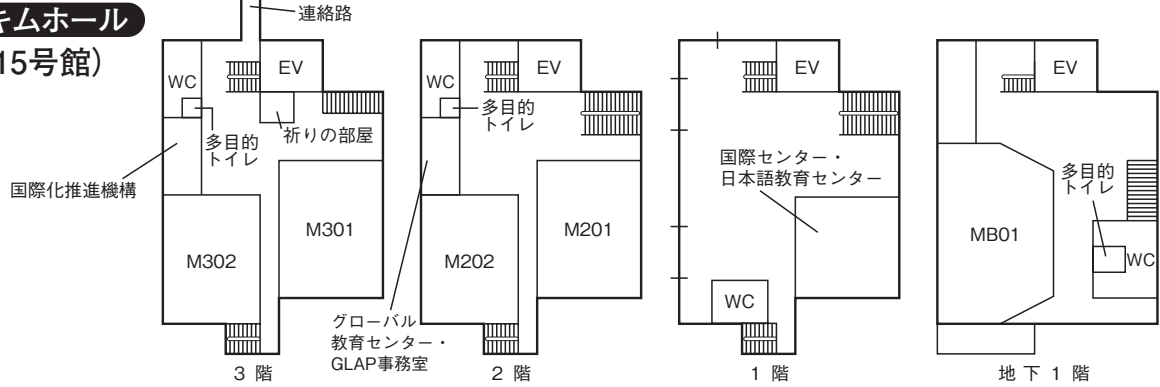 キムホール
15号館）
連絡路
WC
EV
多目的
トイレ
祈りの部屋
国際化推進機構
M301
M302
3 階
WC
EV
多目的
トイレ
M201
M202
グローバル
教育センター・
GLAP事務室
2 階
EV
国際センター・
日本語教育センター
WC
1 階
EV
多目的
トイレ
MB01
WC
地 下 1 階